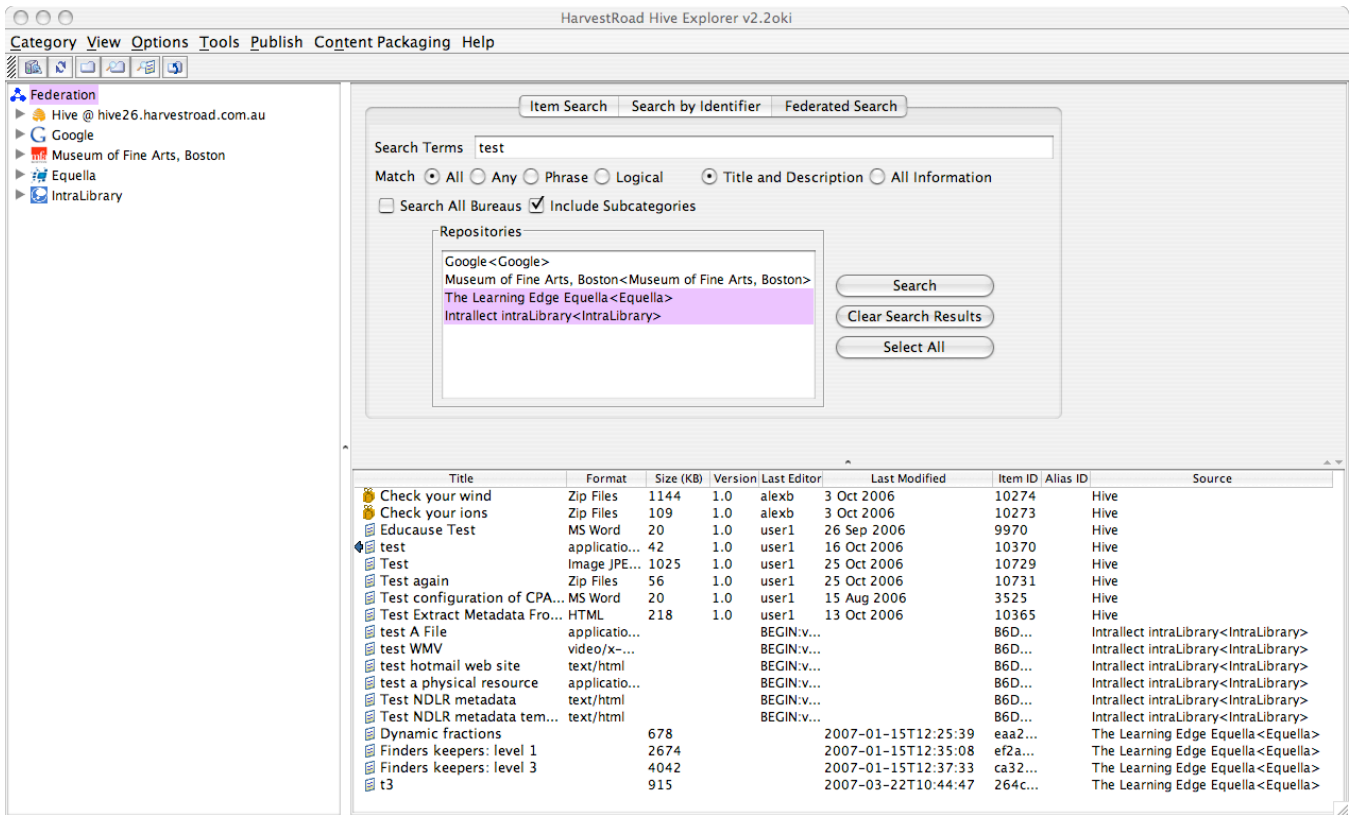 HarvestRoad Hive Explorer v2.2oki
Category View Options Tools Publish Content Packaging Help
Federation
Hive @ hive26.harvestroad.com.au
Google
Museum of Fine Arts, Boston
Equella
IntraLibrary
Item Search Search by Identifier Federated Search
Search Terms test
Match All Any Phrase Logical Title and Description All Information
Search All Bureaus Include Subcategories
Repositories
Google<Google>
Museum of Fine Arts, Boston<Museum of Fine Arts, Boston>
The Learning Edge Equella<Equella>
Intrallect intraLibrary<IntraLibrary>
Search
Clear Search Results
Select All
Title Format Size (KB) Version Last Editor Last Modified Item ID Alias ID Source
Check your wind Zip Files 1144 1.0 alexb 3 Oct 2006 10274 Hive
Check your ions Zip Files 109 1.0 alexb 3 Oct 2006 10273 Hive
Educause Test MS Word 20 1.0 user1 26 Sep 2006 9970 Hive
test applicatio... 42 1.0 user1 16 Oct 2006 10370 Hive
Test Image JPE... 1025 1.0 user1 25 Oct 2006 10729 Hive
Test again Zip Files 56 1.0 user1 25 Oct 2006 10731 Hive
Test configuration of CPA... MS Word 20 1.0 user1 15 Aug 2006 3525 Hive
Test Extract Metadata Fro... HTML 218 1.0 user1 13 Oct 2006 10365 Hive
test A File applicatio... BEGIN:v... B6D... Intrallect intraLibrary<IntraLibrary>
test WMV video/x-... BEGIN:v... B6D... Intrallect intraLibrary<IntraLibrary>
test hotmail web site text/html BEGIN:v... B6D... Intrallect intraLibrary<IntraLibrary>
test a physical resource applicatio... BEGIN:v... B6D... Intrallect intraLibrary<IntraLibrary>
Test NDLR metadata text/html BEGIN:v... B6D... Intrallect intraLibrary<IntraLibrary>
Test NDLR metadata tem... text/html BEGIN:v... B6D... Intrallect intraLibrary<IntraLibrary>
Dynamic fractions 678 2007-01-15T12:25:39 eaa2... The Learning Edge Equella<Equella>
Finders keepers: level 1 2674 2007-01-15T12:35:08 ef2a... The Learning Edge Equella<Equella>
Finders keepers: level 3 4042 2007-01-15T12:37:33 ca32... The Learning Edge Equella<Equella>
t3 915 2007-03-22T10:44:47 264c... The Learning Edge Equella<Equella>